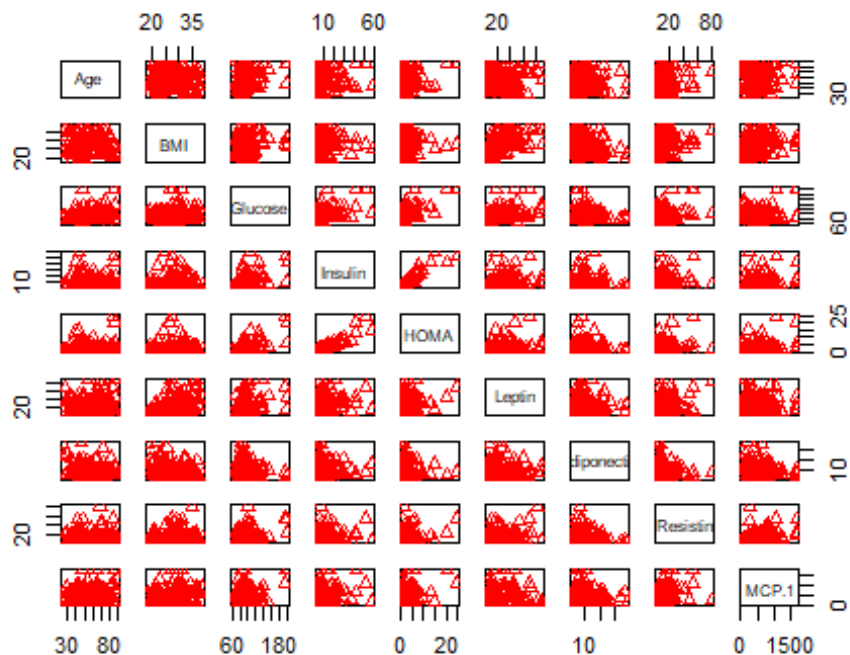 20 35 10 60 20 20 80
Age 30
20 BMI
Glucose 60
10 Insulin
HOMA 0 25
20 Leptin
diponecti 10
20 Resistin
MCP.1 0
30 80 60 180 0 20 10 0 1500